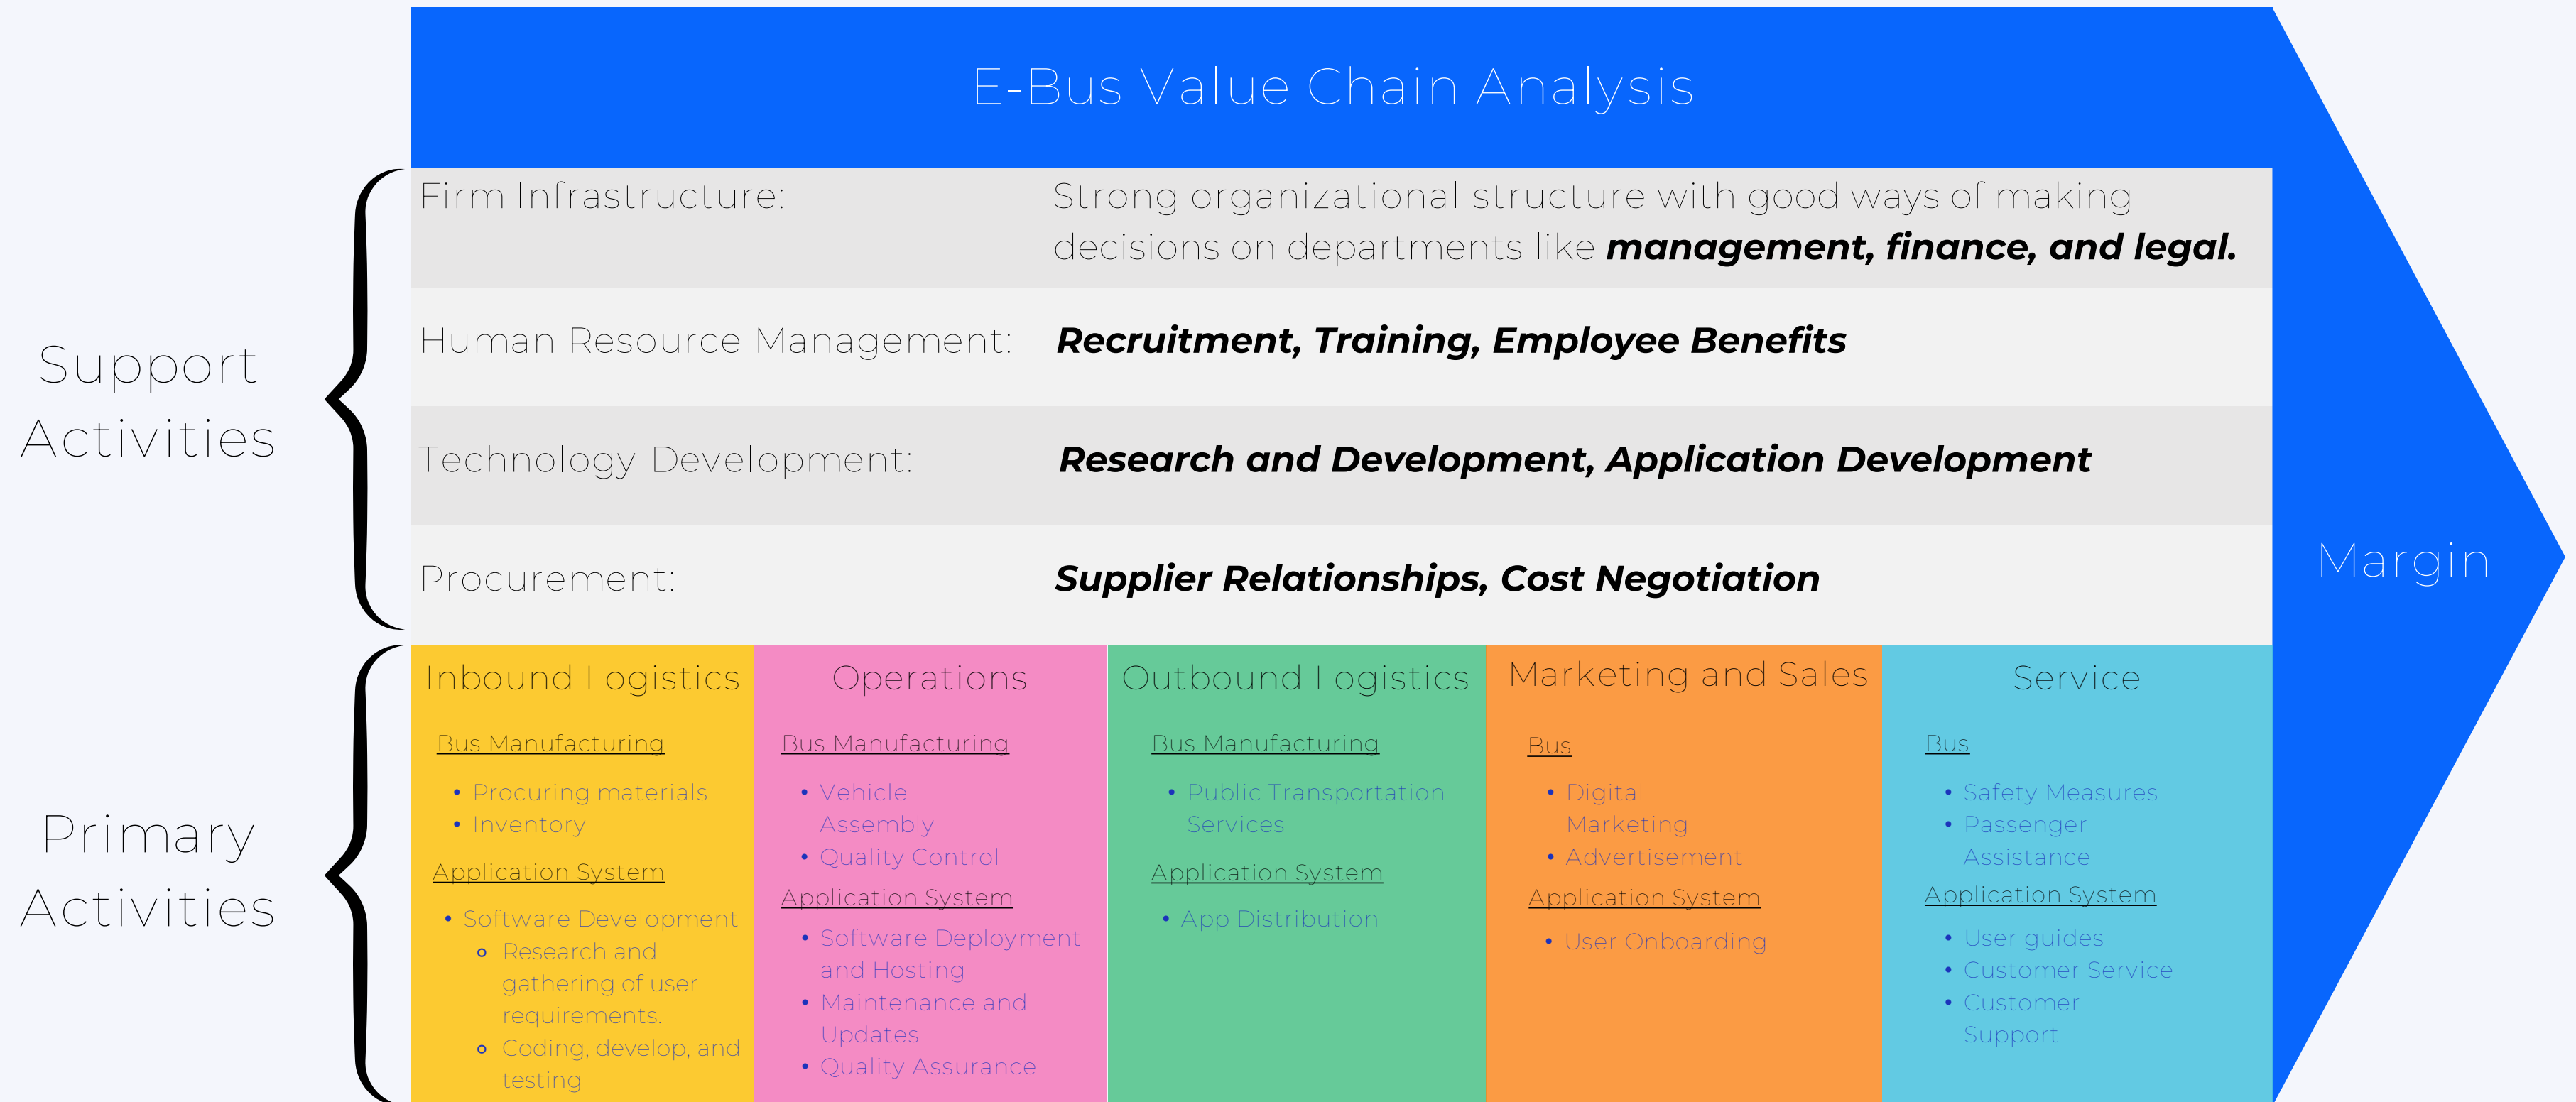 E-Bus Value Chain Analysis
Support
Activities
Firm Infrastructure:
Strong organizational structure with good ways of making
decisions on departments like management, finance, and legal.
Human Resource Management:
Recruitment, Training, Employee Benefits
Technology Development:
Research and Development, Application Development
Procurement:
Supplier Relationships, Cost Negotiation
Margin
Primary
Activities
Inbound Logistics
Bus Manufacturing
• Procuring materials
• Inventory
Application System
• Software Development
Research and
gathering of user
requirements.
Coding, develop, and
testing
Operations
Bus Manufacturing
• Vehicle
Assembly
• Quality Control
Application System
• Software Deployment
and Hosting
• Maintenance and
Updates
• Quality Assurance
Outbound Logistics
Bus Manufacturing
• Public Transportation
Services
Application System
• App Distribution
Marketing and Sales
Bus
• Digital
Marketing
• Advertisement
Application System
• User Onboarding
Service
Bus
• Safety Measures
• Passenger
Assistance
Application System
• User guides
• Customer Service
• Customer
Support